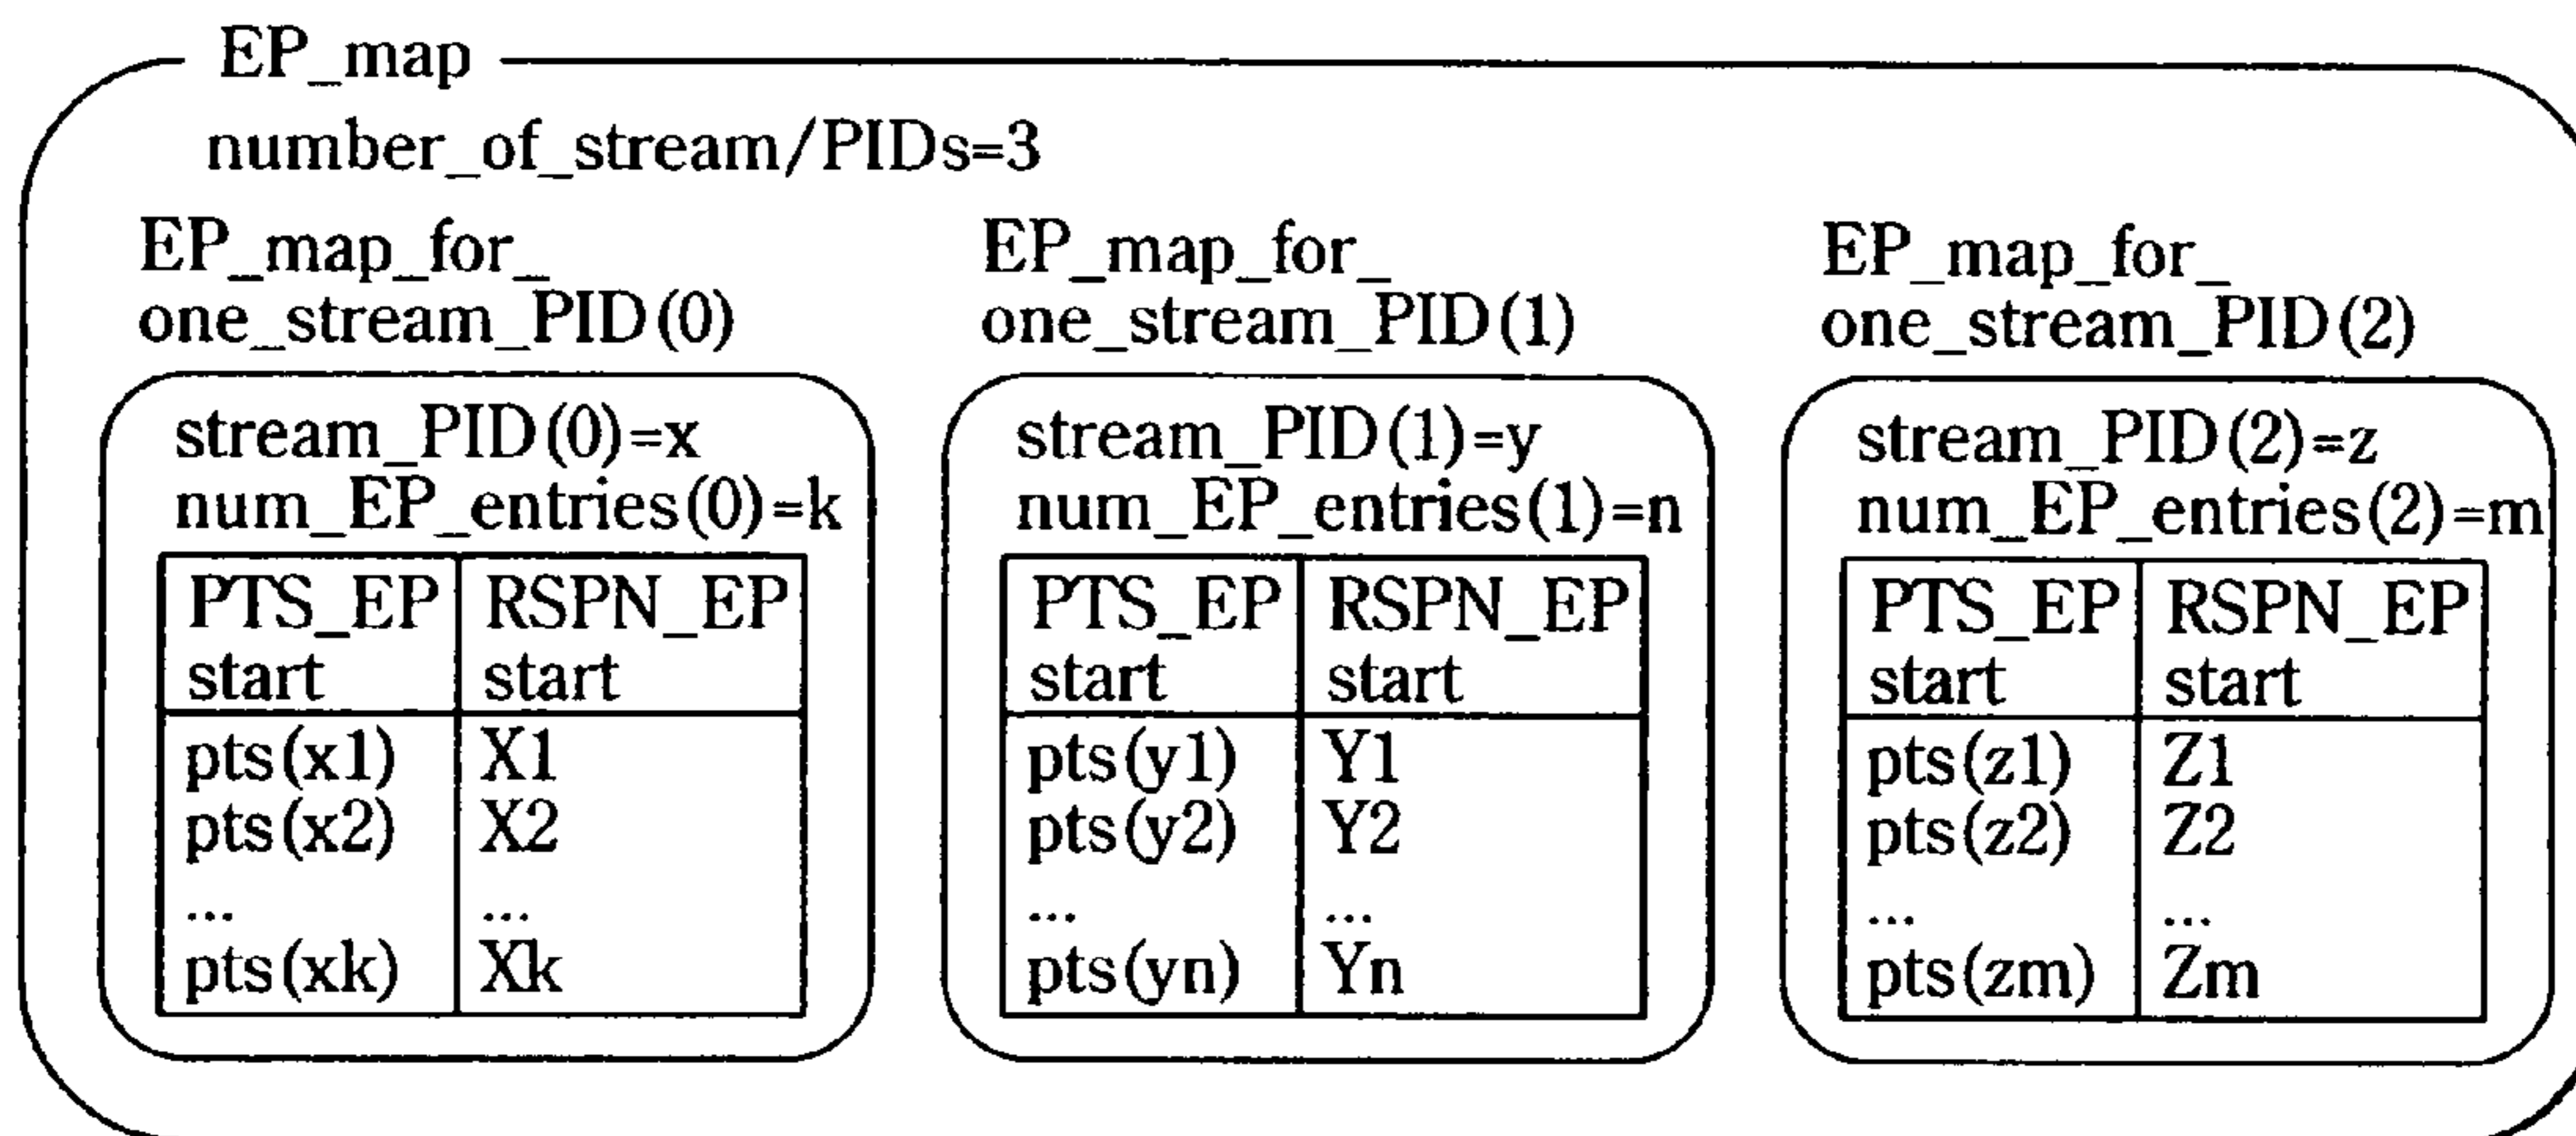 EP_map
number_of_stream/PIDs=3
EP_map_for_
one_stream_PID(0)
stream_PID(0)=x
num_EP_entries(0)=k
PTS_EP RSPN_EP
start start
pts(x1) X1
pts(x2) X2
... ...
pts(xk) Xk
EP_map_for_
one_stream_PID(1)
stream_PID(1)=y
num_EP_entries(1)=n
PTS_EP RSPN_EP
start start
pts(y1) Y1
pts(y2) Y2
... ...
pts(yn) Yn
EP_map_for_
one_stream_PID(2)
stream_PID(2)=z
num_EP_entries(2)=m
PTS_EP RSPN_EP
start start
pts(z1) Z1
pts(z2) Z2
... ...
pts(zm) Zm